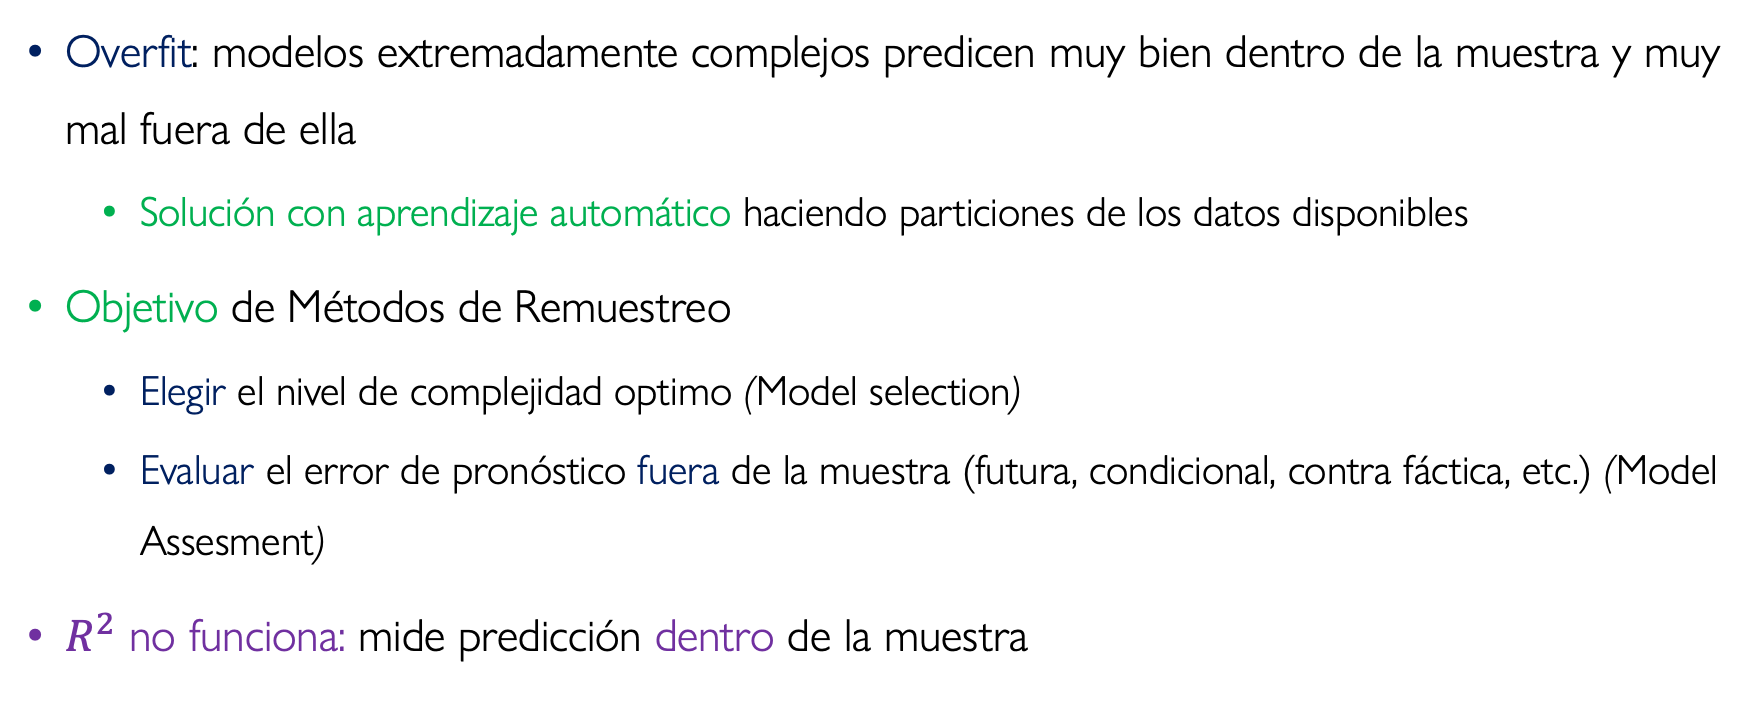 • Overfit: modelos extremadamente complejos predicen muy bien dentro de la muestra y muy
mal fuera de ella
• Solución con aprendizaje automático haciendo particiones de los datos disponibles
• Objetivo de Métodos de Remuestreo
• Elegir el nivel de complejidad optimo (Model selection)
• Evaluar el error de pronóstico fuera de la muestra (futura, condicional, contra fáctica, etc.) (Model
Assesment)
• R² no funciona: mide predicción dentro de la muestra